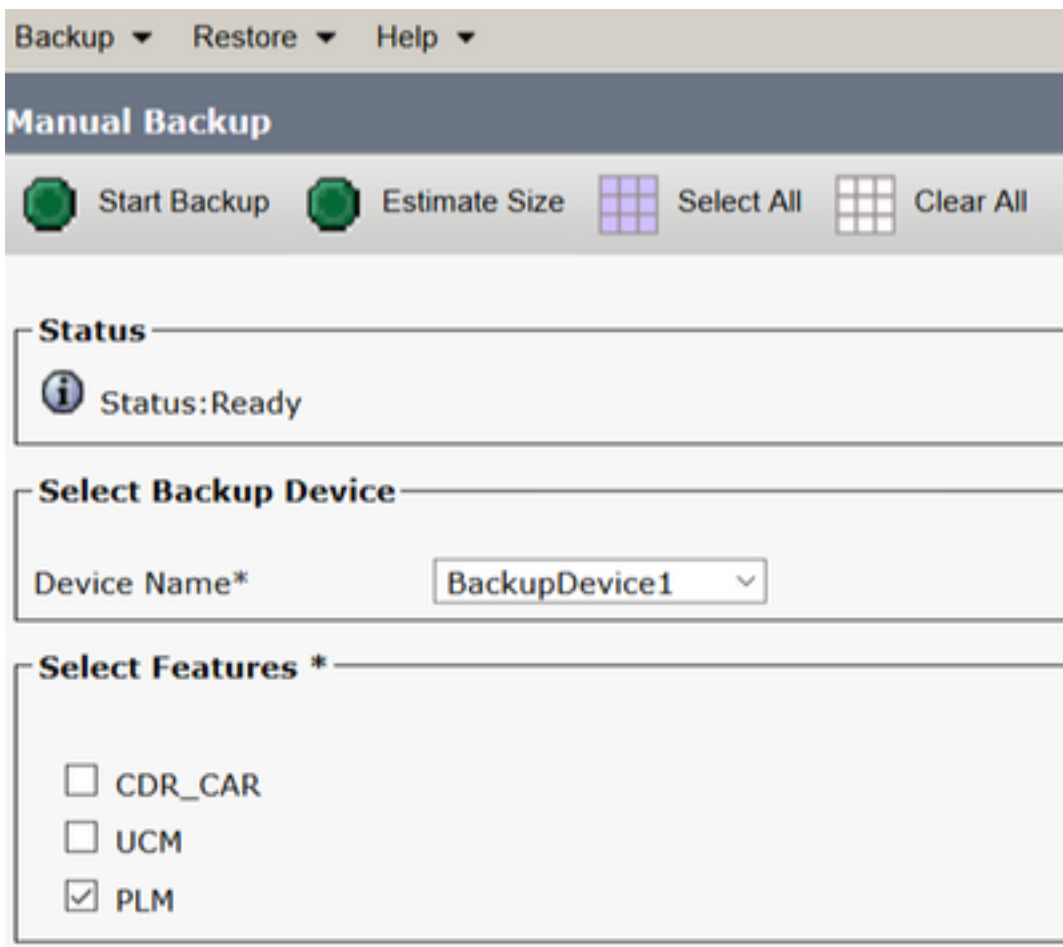 Backup Restore Help
Manual Backup
Start Backup Estimate Size Select All Clear All
Status
Status:Ready
Select Backup Device
Device Name* BackupDevice1
Select Features *
CDR_CAR
UCM
PLM